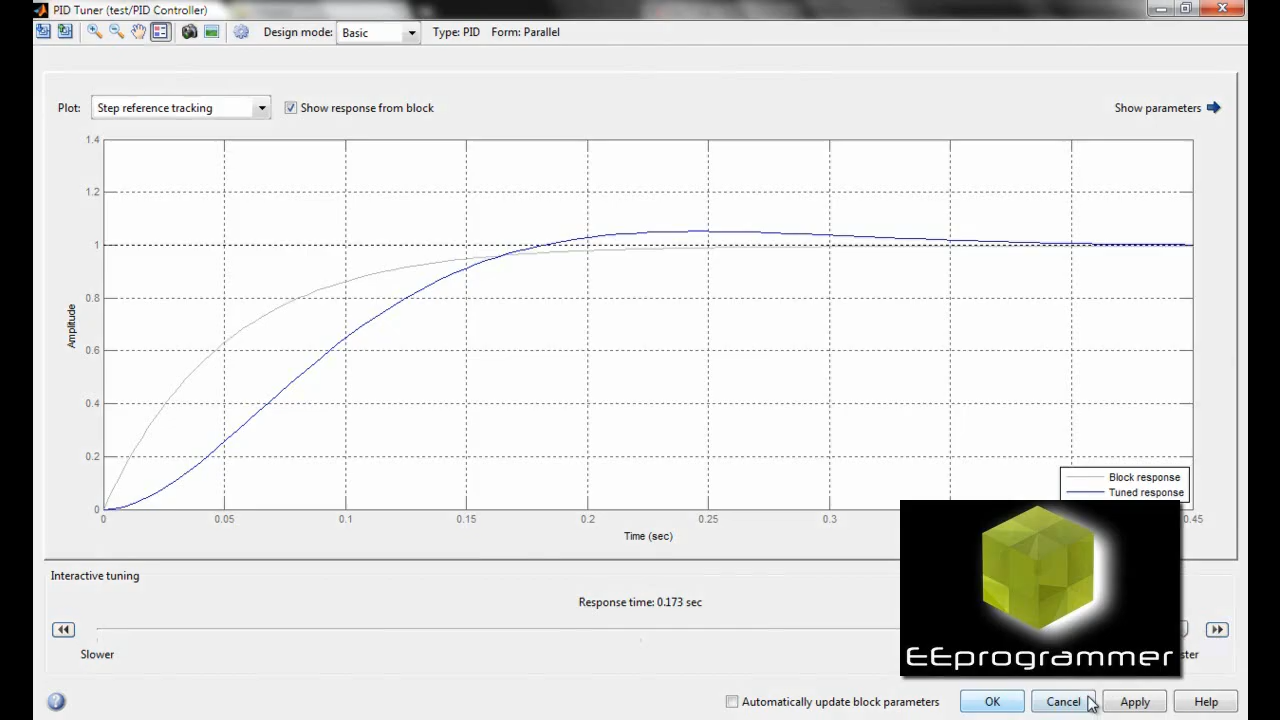 PID Tuner (test/PID Controller)
Design mode: Basic Type: PID Form: Parallel
Plot: Step reference tracking Show response from block Show parameters
1.4
1.2
1
0.8
0.6
0.4
0.2
0
Amplitude
Block response
Tuned response
0 0.05 0.1 0.15 0.2 0.25 0.3 0.45
Time (sec)
Interactive tuning
Response time: 0.173 sec
Slower
EEprogrammer
Automatically update block parameters OK Cancel Apply Help